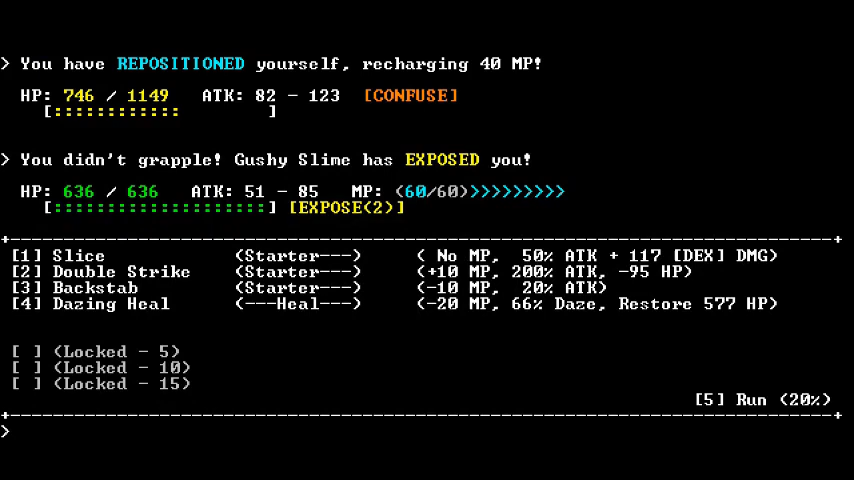 > You have REPOSITIONED yourself, recharging 40 MP!
HP: 746 / 1149   ATK: 82 - 123  [CONFUSE]
[::::::::::::         ]
> You didn't grapple! Gushy Slime has EXPOSED you!
HP: 636 / 636   ATK: 51 - 85   MP: (60/60)>>>>>>>>>>
[:::::::::::::::::::::] [EXPOSE(2)]
+--------------------------------------------------------------------------------+
[1] Slice            (Starter---)     ( No MP,  50% ATK + 117 [DEX] DMG)
[2] Double Strike    (Starter---)     (+10 MP, 200% ATK, -95 HP)
[3] Backstab         (Starter---)     (-10 MP,  20% ATK)
[4] Dazing Heal      (---Heal---)     (-20 MP, 66% Daze, Restore 577 HP)
[ ] (Locked - 5)
[ ] (Locked - 10)
[ ] (Locked - 15)
[5] Run (20%)
+--------------------------------------------------------------------------------+
>